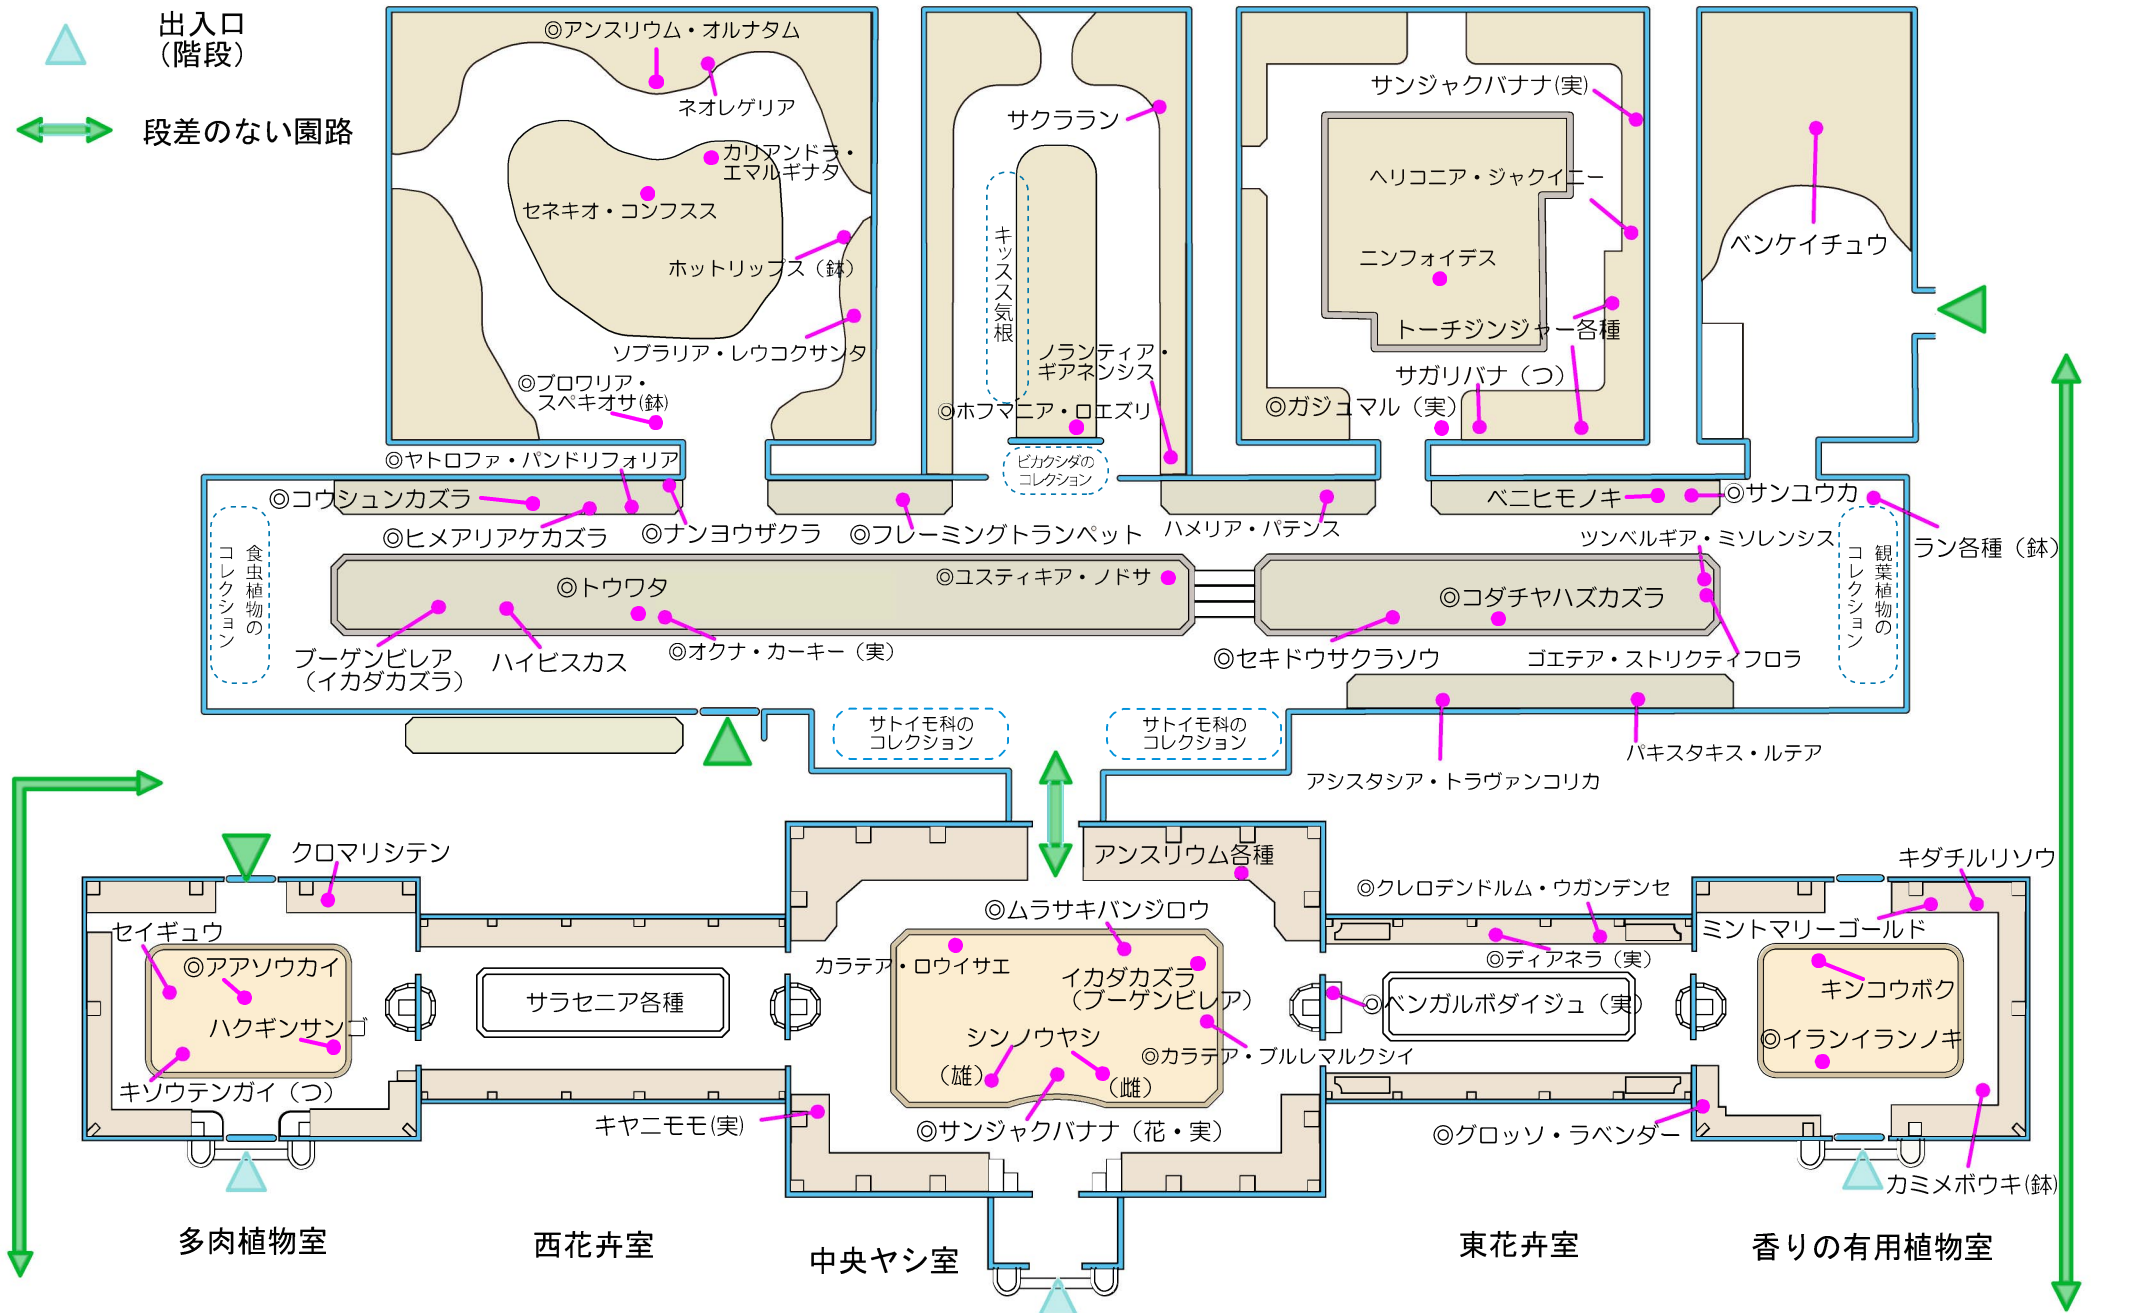 出入口
（階段）
段差のない園路
◎アンスリウム・オルナタム
ネオレゲリア
カリアンドラ・
エマルギナタ
セネキオ・コンフスス
ホットリップス（鉢）
ソブラリア・レウコクサンタ
◎ブロワリア・
スペキオサ(鉢)
サクララン
キッスス気根
ノランティア・
ギアネンシス
◎ホフマニア・ロエズリ
ビカクシダの
コレクション
サンジャクバナナ(実)
ヘリコニア・ジャクイニー
ニンフォイデス
トーチジンジャー各種
サガリバナ（つ）
◎ガジュマル（実）
ベンケイチュウ
◎ヤトロファ・パンドリフォリア
◎コウシュンカズラ
◎ヒメアリアケカズラ
◎ナンヨウザクラ
◎フレーミングトランペット
ハメリア・パテンス
ベニヒモノキ
◎サンユウカ
ラン各種（鉢）
ツンベルギア・ミソレンシス
食虫植物の
コレクション
観葉植物の
コレクション
◎トウワタ
◎ユスティキア・ノドサ
◎コダチヤハズカズラ
ブーゲンビレア
（イカダカズラ）
ハイビスカス
◎オクナ・カーキー（実）
◎セキドウサクラソウ
ゴエテア・ストリクティフロラ
サトイモ科の
コレクション
サトイモ科の
コレクション
アシスタシア・トラヴァンコリカ
パキスタキス・ルテア
クロマリシテン
セイギュウ
◎アアソウカイ
ハクギンサンゴ
キソウテンガイ（つ）
サラセニア各種
アンスリウム各種
◎ムラサキバンジロウ
カラテア・ロウイサエ
イカダカズラ
（ブーゲンビレア）
シンノウヤシ
（雄）
（雌）
◎カラテア・ブルレマルクシイ
キヤニモモ(実)
◎サンジャクバナナ（花・実）
◎クレロデンドルム・ウガンデンセ
◎ディアネラ（実）
◎ベンガルボダイジュ（実）
◎グロッソ・ラベンダー
キダチルリソウ
ミントマリーゴールド
キンコウボク
◎イランイランノキ
カミメボウキ(鉢)
多肉植物室
西花卉室
中央ヤシ室
東花卉室
香りの有用植物室